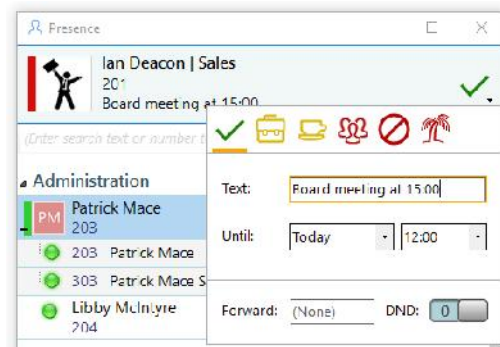 Presence
Ian Deacon | Sales
201
Board meeting at 15:00
(Enter search text or number t
Administration
PM
Patrick Mace
203
203 Patrick Mace
303 Patrick Mace S
Libby McIntyre
204
Text: Board meeting at 15:00
Until: Today 12:00
Forward: (None) DND: 0